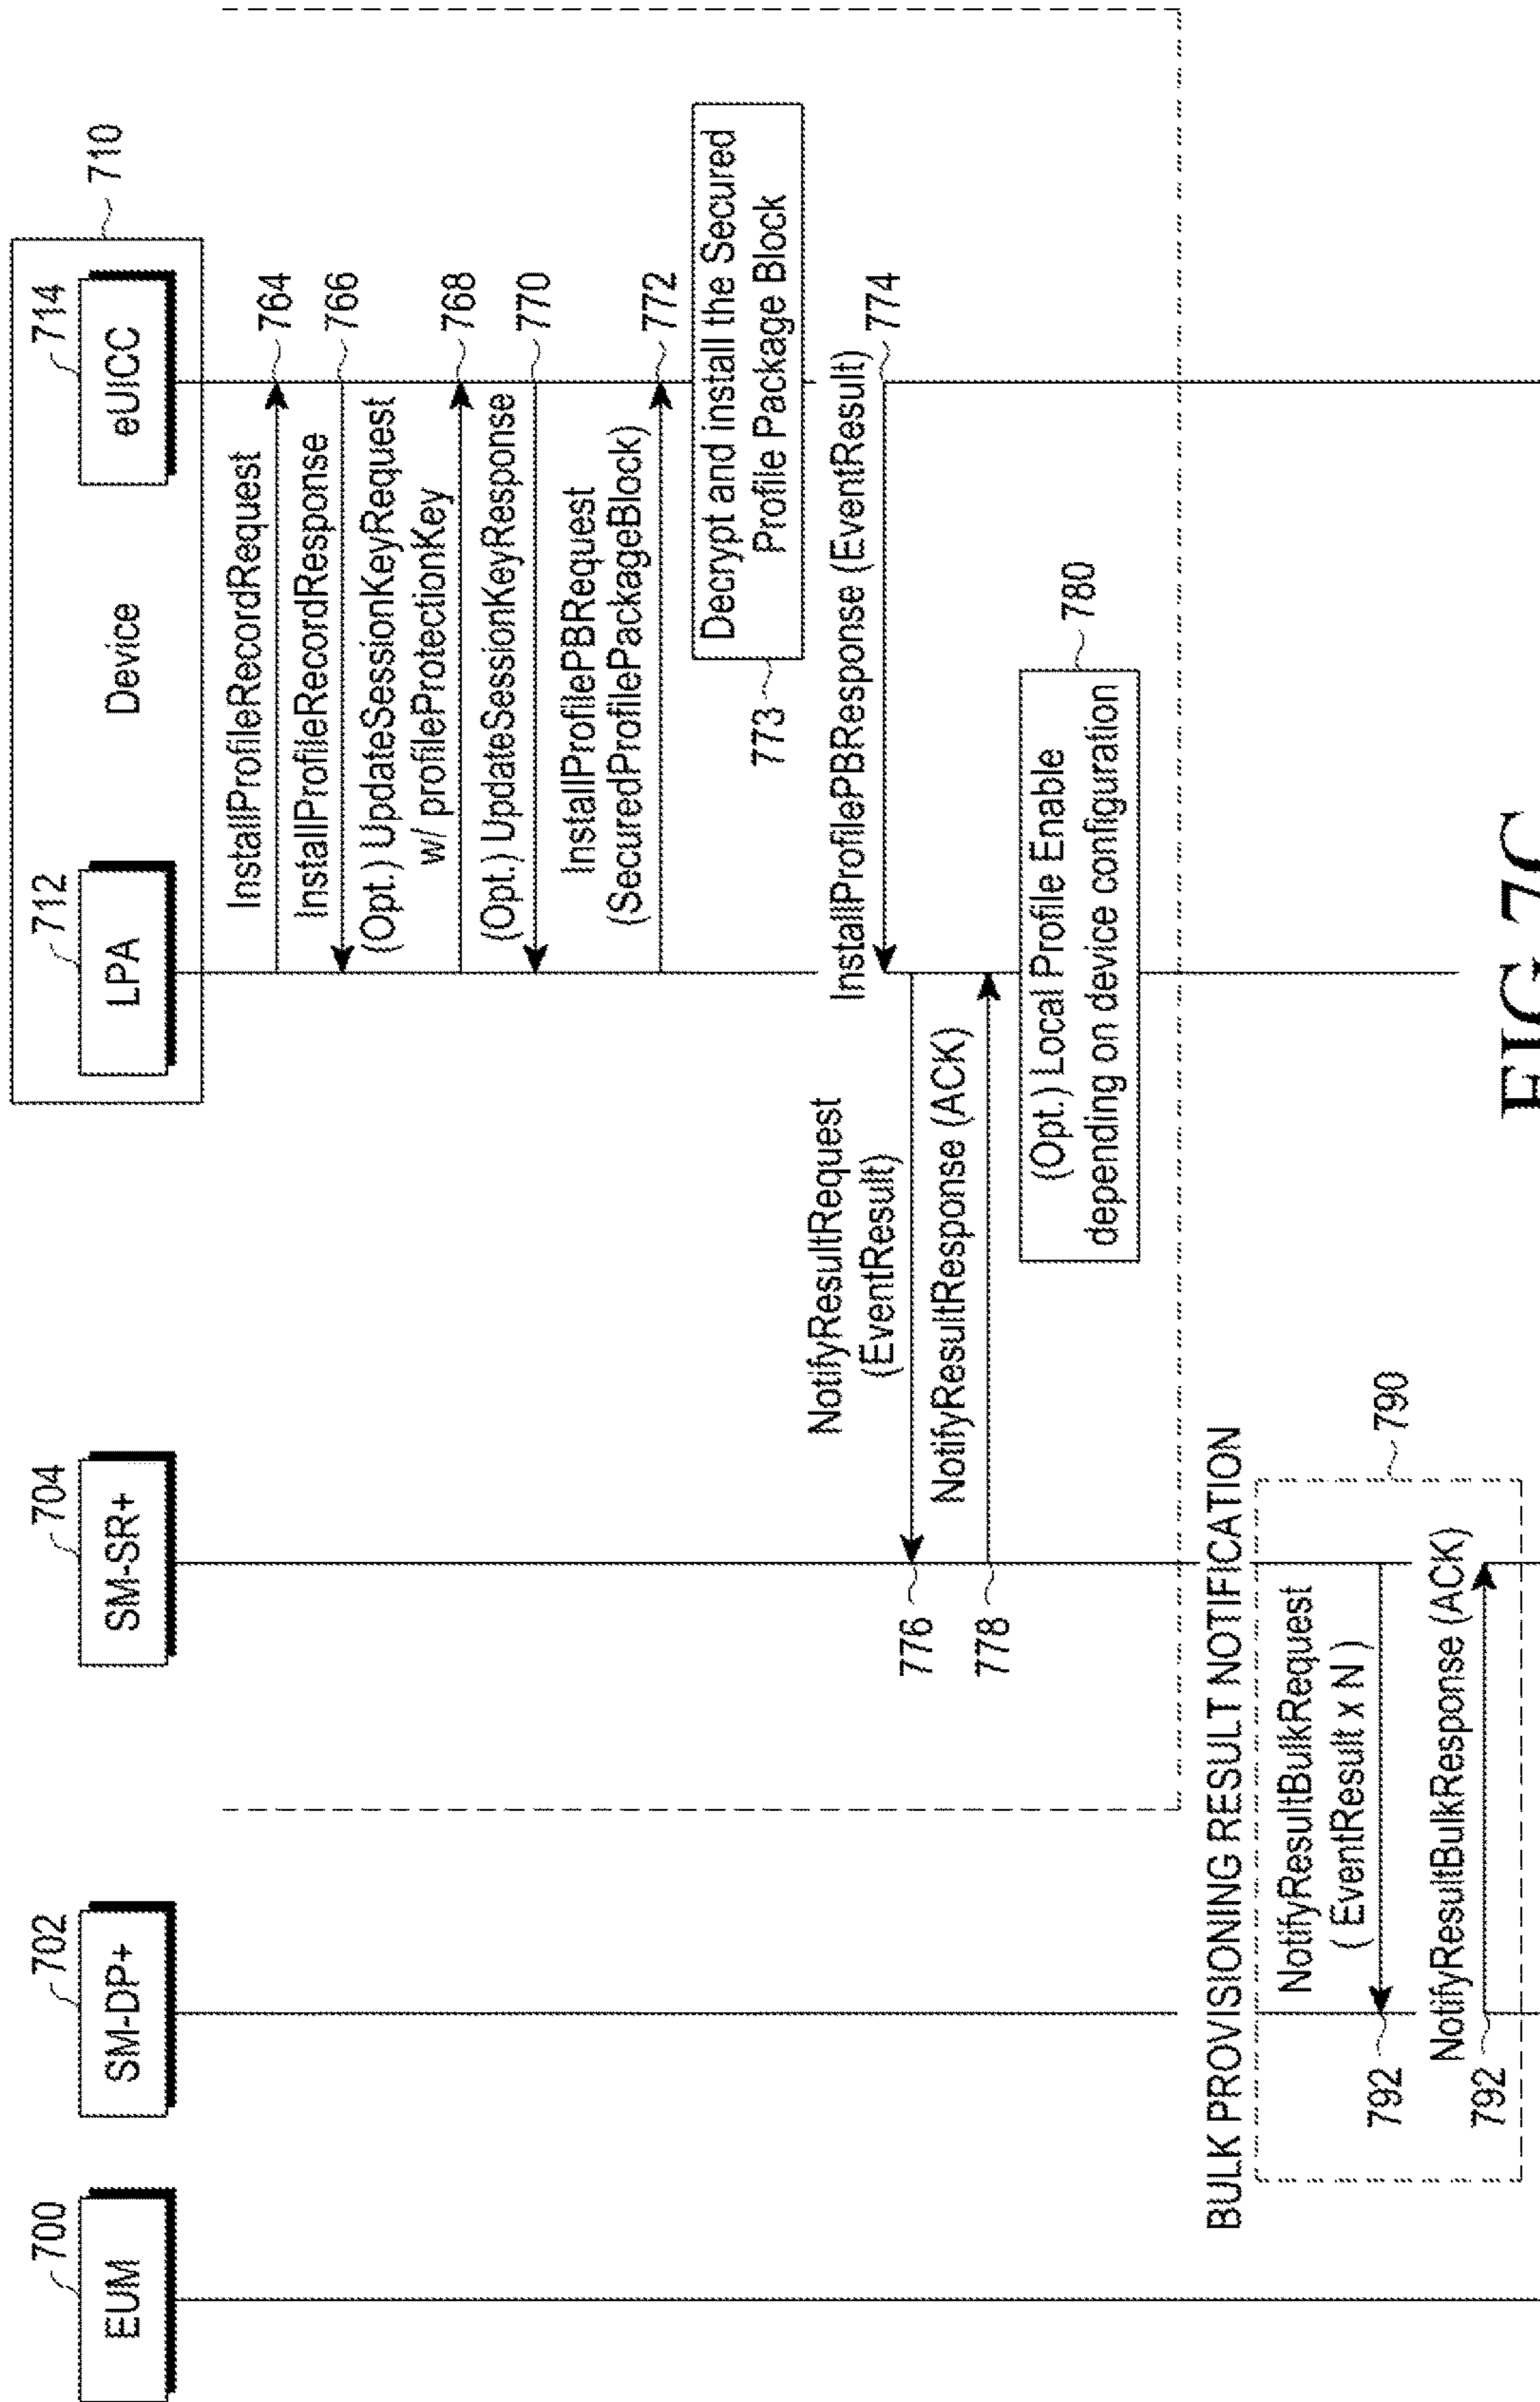 700
EUM
702
SM-DP+
704
SM-SR+
710
712
LPA
Device
714
eUICC
InstallProfileRecordRequest
764
InstallProfileRecordResponse
766
(Opt.) UpdateSessionKeyRequest
w/ profileProtectionKey
768
(Opt.) UpdateSessionKeyResponse
770
InstallProfilePBRequest
(SecuredProfilePackageBlock)
772
Decrypt and install the Secured
Profile Package Block
773
InstallProfilePBResponse (EventResult)
774
NotifyResultRequest
(EventResult)
776
NotifyResultResponse (ACK)
778
(Opt.) Local Profile Enable
depending on device configuration
780
BULK PROVISIONING RESULT NOTIFICATION
790
NotifyResultBulkRequest
( EventResult x N )
792
NotifyResultBulkResponse (ACK)
792
FIG 7C